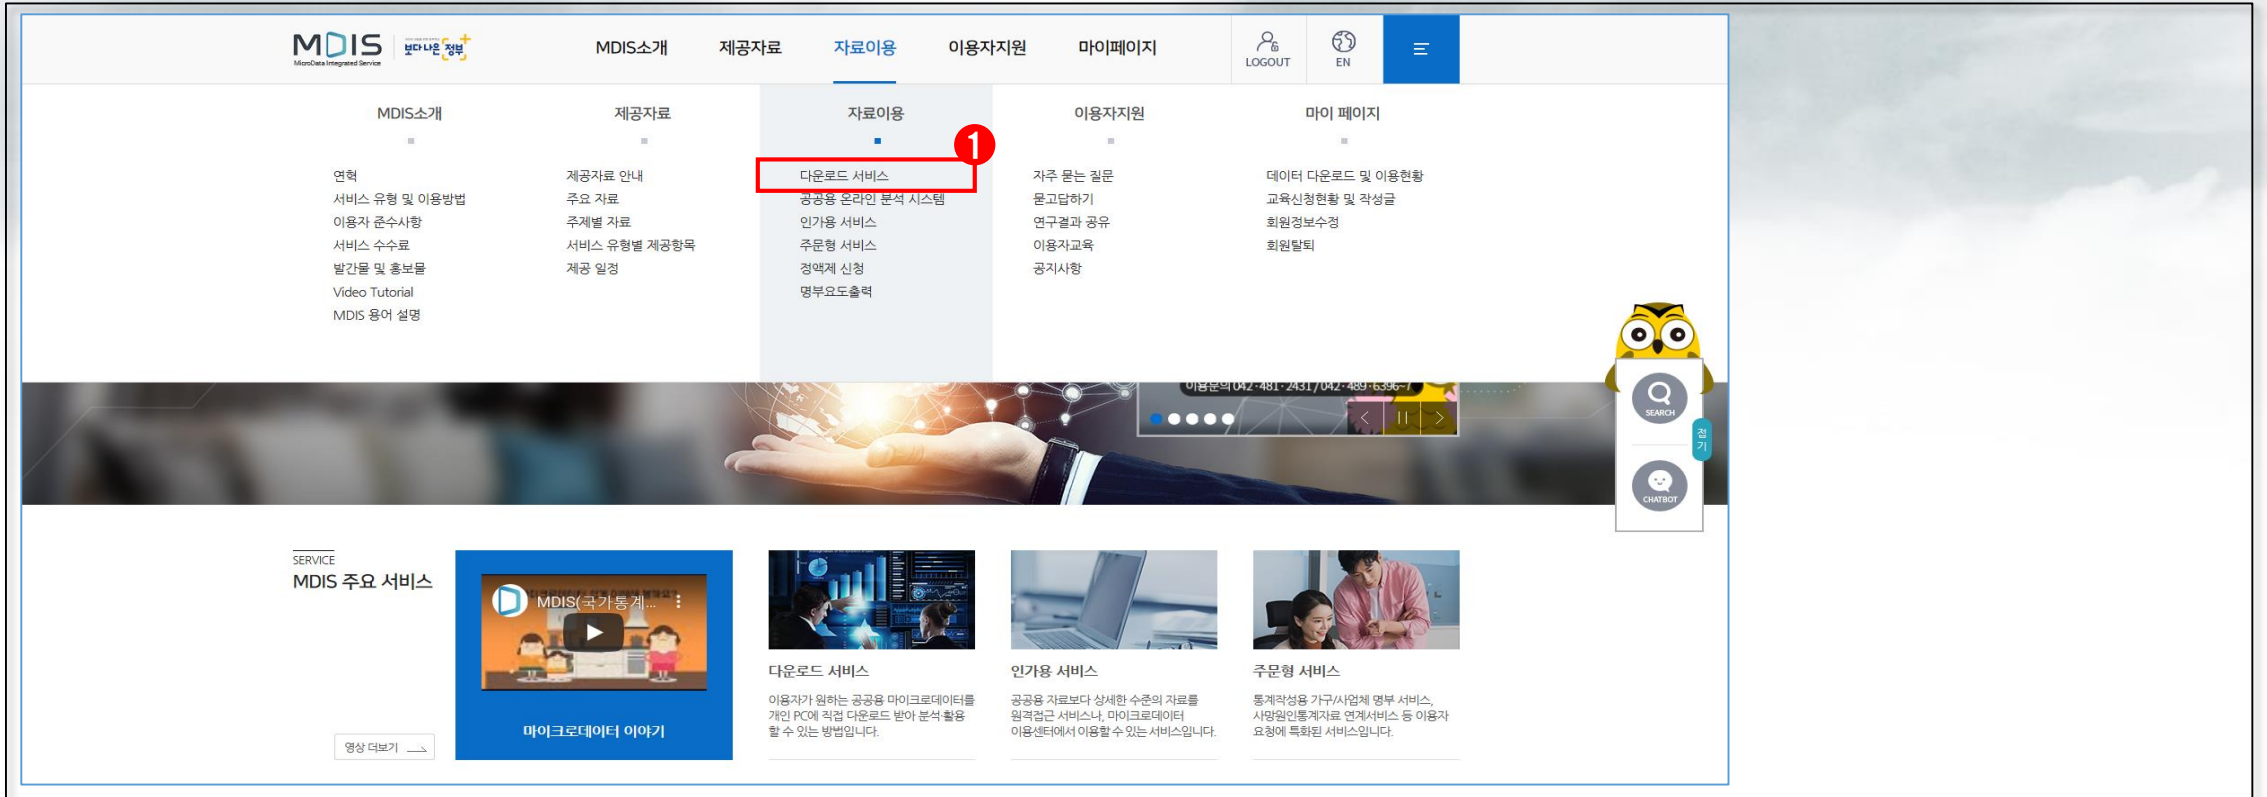 MDIS
MicroData Integrated Service
보다나은 정부
MDIS소개
제공자료
자료이용
이용자지원
마이페이지
LOGOUT
EN
MDIS소개
연혁
서비스 유형 및 이용방법
이용자 준수사항
서비스 수수료
발간물 및 홍보물
Video Tutorial
MDIS 용어 설명
제공자료
제공자료 안내
주요 자료
주제별 자료
서비스 유형별 제공항목
제공 일정
자료이용
1
다운로드 서비스
공공용 온라인 분석 시스템
인가용 서비스
주문형 서비스
정액제 신청
명부요도출력
이용자지원
자주 묻는 질문
묻고답하기
연구결과 공유
이용자교육
공지사항
마이 페이지
데이터 다운로드 및 이용현황
교육신청현황 및 작성글
회원정보수정
회원탈퇴
이용문의 042·481·2431 / 042·489·6396~7
SEARCH
접기
CHATBOT
SERVICE
MDIS 주요 서비스
영상 더보기
MDIS(국가통계...
마이크로데이터 이야기
다운로드 서비스
이용자가 원하는 공공용 마이크로데이터를
개인 PC에 직접 다운로드 받아 분석·활용
할 수 있는 방법입니다.
인가용 서비스
공공용 자료보다 상세한 수준의 자료를
원격접근 서비스나, 마이크로데이터
이용센터에서 이용할 수 있는 서비스입니다.
주문형 서비스
통계작성용 가구/사업체 명부 서비스,
사망원인통계자료 연계서비스 등 이용자
요청에 특화된 서비스입니다.